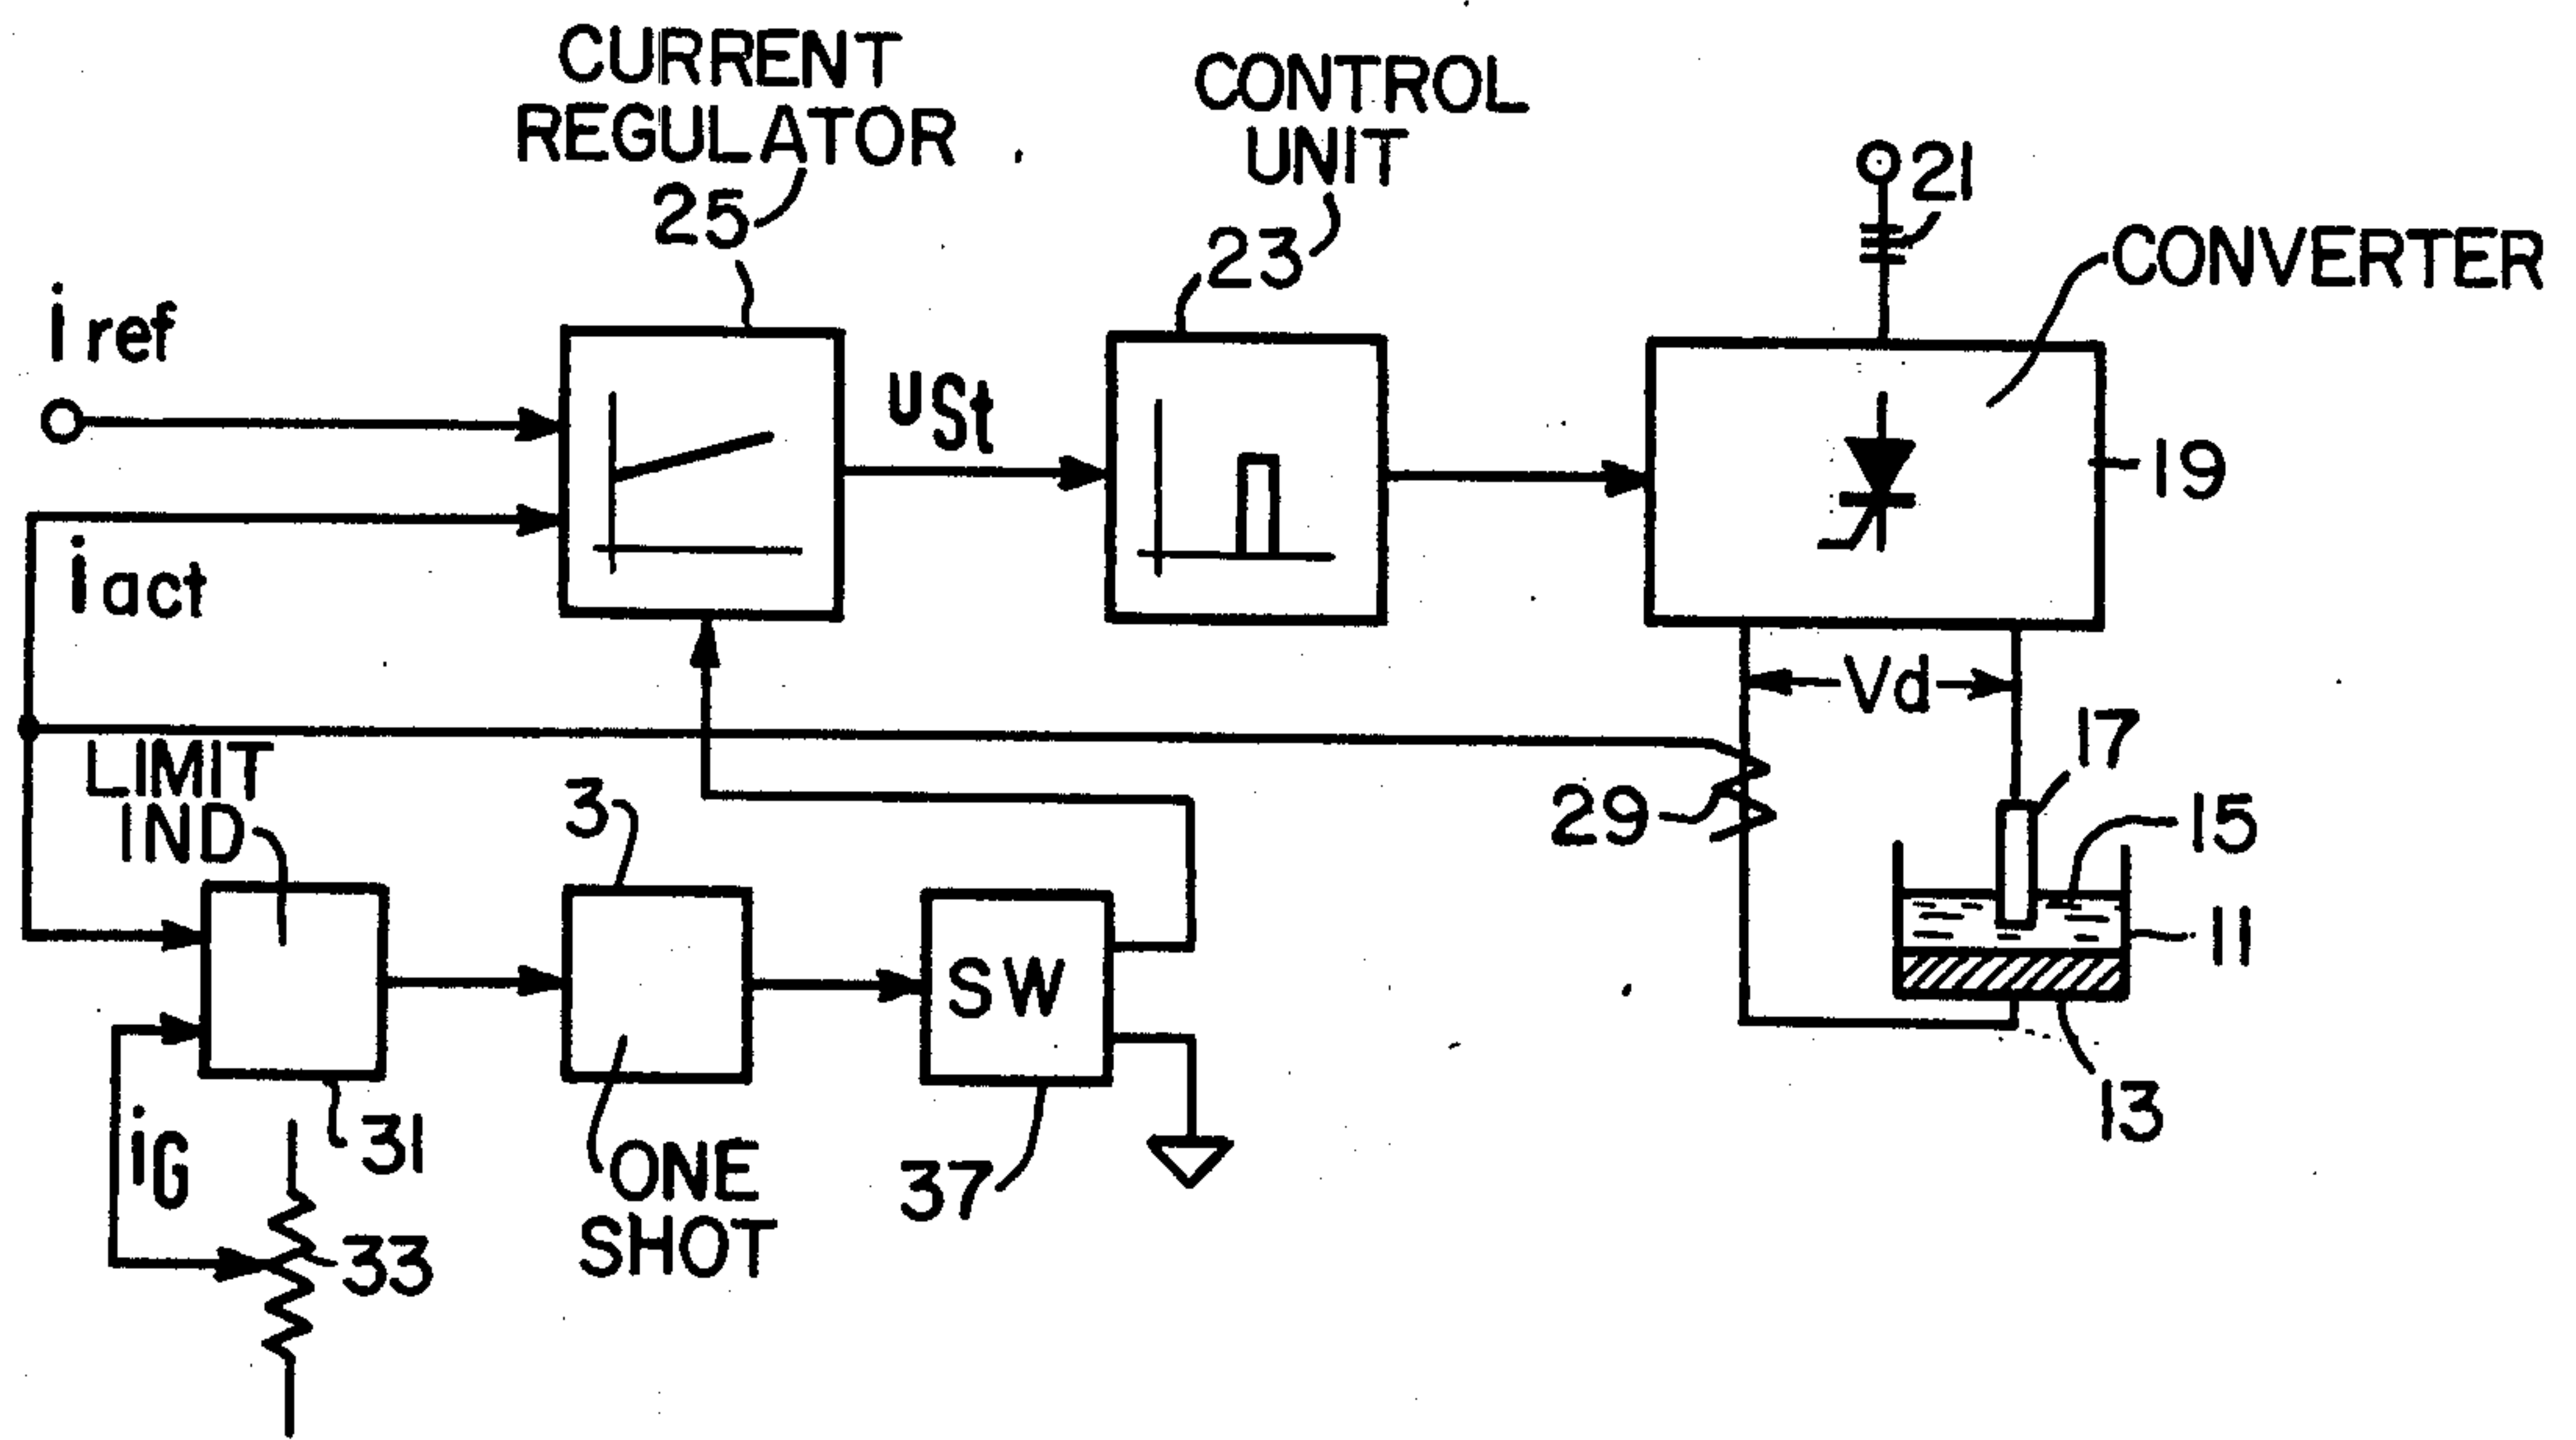 CURRENT
REGULATOR
25
CONTROL
UNIT
23
21
CONVERTER
i ref
uSt
19
i act
Vd
LIMIT
IND
3
29
17
15
11
SW
13
iG
31
ONE
SHOT
37
33